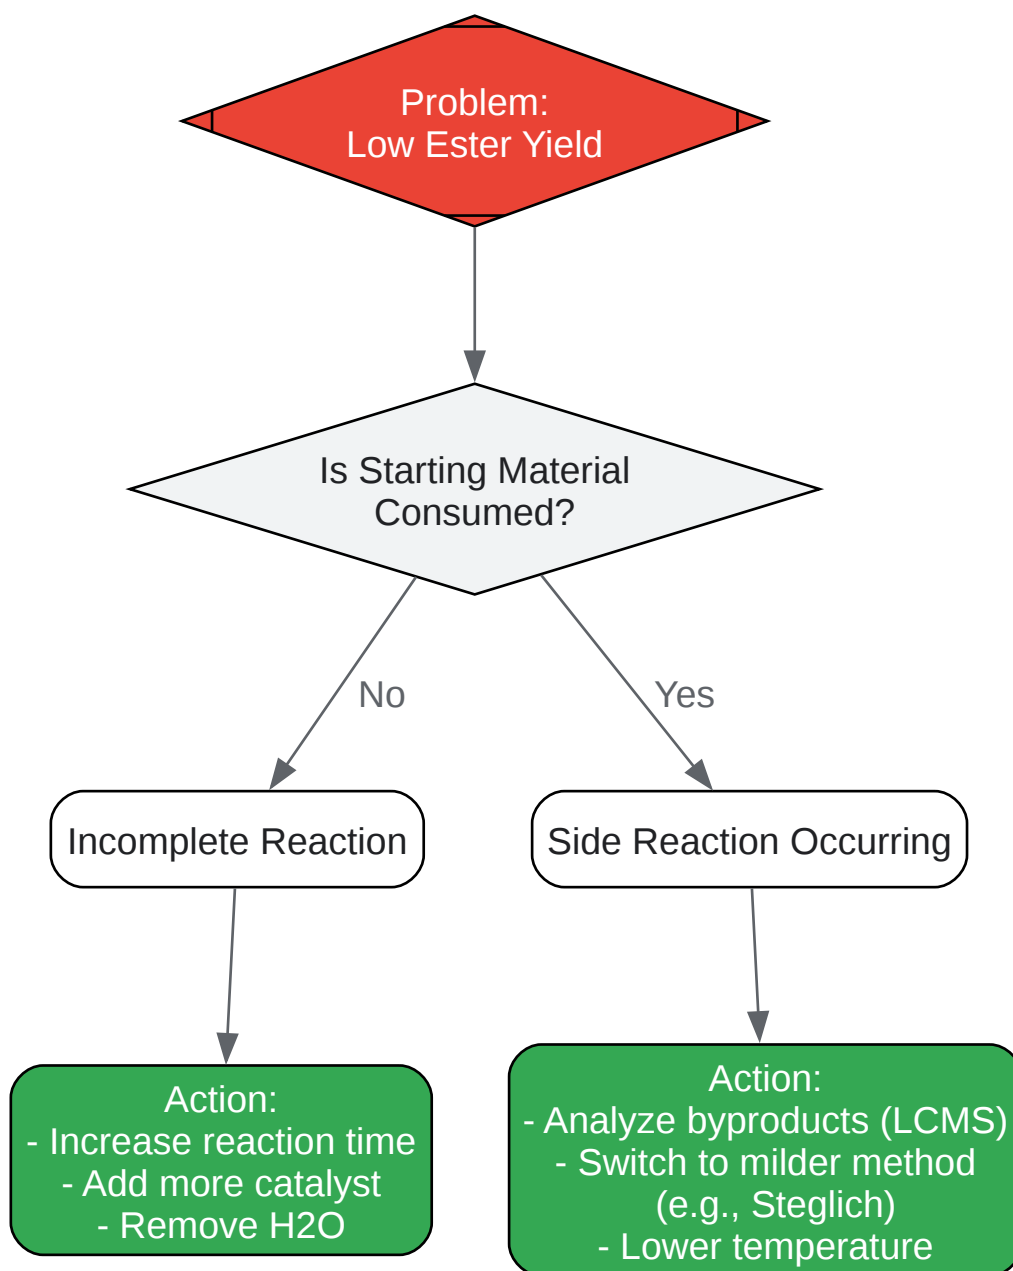 Problem:
Low Ester Yield
Is Starting Material
Consumed?
No
Yes
Incomplete Reaction
Side Reaction Occurring
Action:
- Increase reaction time
- Add more catalyst
- Remove H2O
Action:
- Analyze byproducts (LCMS)
- Switch to milder method
(e.g., Steglich)
- Lower temperature